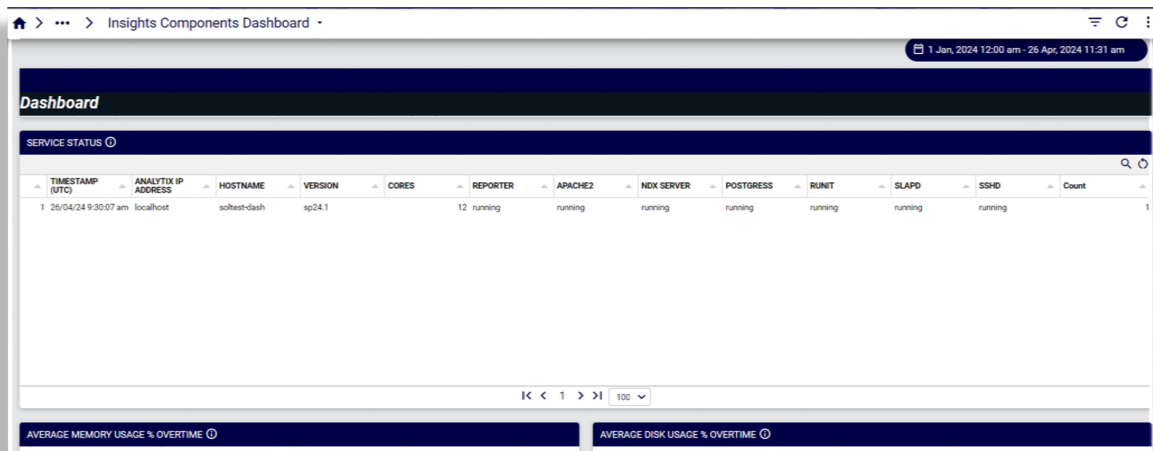 Insights Components Dashboard
1 Jan, 2024 12:00 am - 26 Apr, 2024 11:31 am
Dashboard
SERVICE STATUS
TIMESTAMP (UTC) ANALYTIX IP ADDRESS HOSTNAME VERSION CORES REPORTER APACHE2 NDX SERVER POSTGRESS RUNIT SLAPD SSHD Count
1 26/04/24 9:30:07 am localhost soltest-dash sp24.1 12 running running running running running running running 1
1 100
AVERAGE MEMORY USAGE % OVERTIME AVERAGE DISK USAGE % OVERTIME